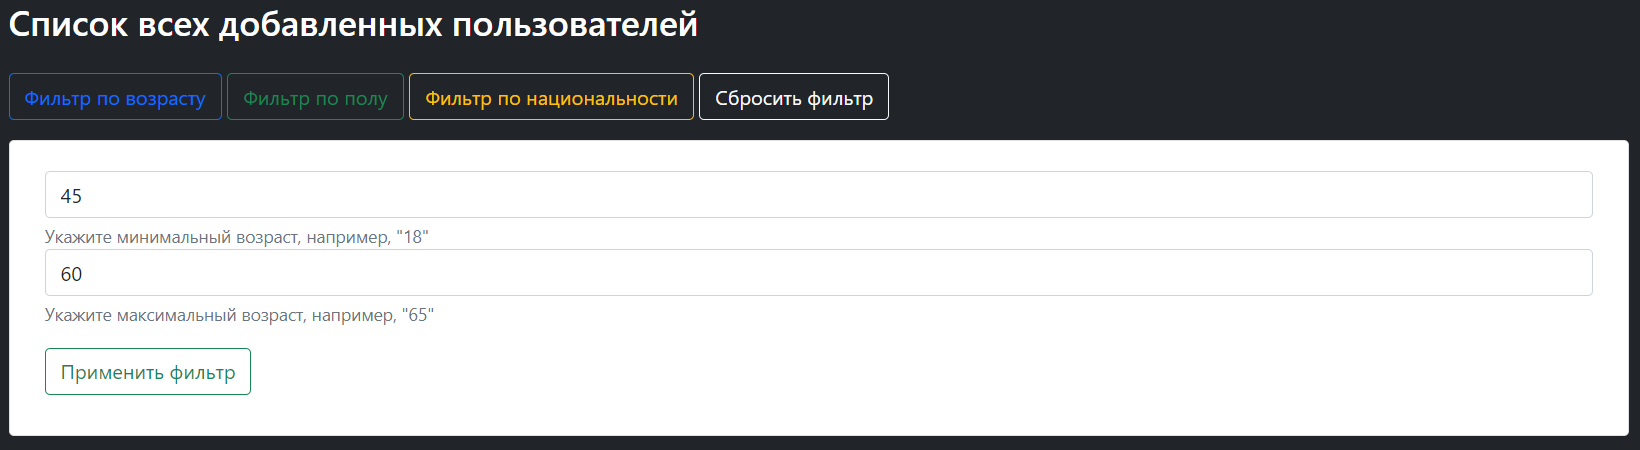 Список всех добавленных пользователей
Фильтр по возрасту Фильтр по полу Фильтр по национальности Сбросить фильтр
45
Укажите минимальный возраст, например, "18"
60
Укажите максимальный возраст, например, "65"
Применить фильтр